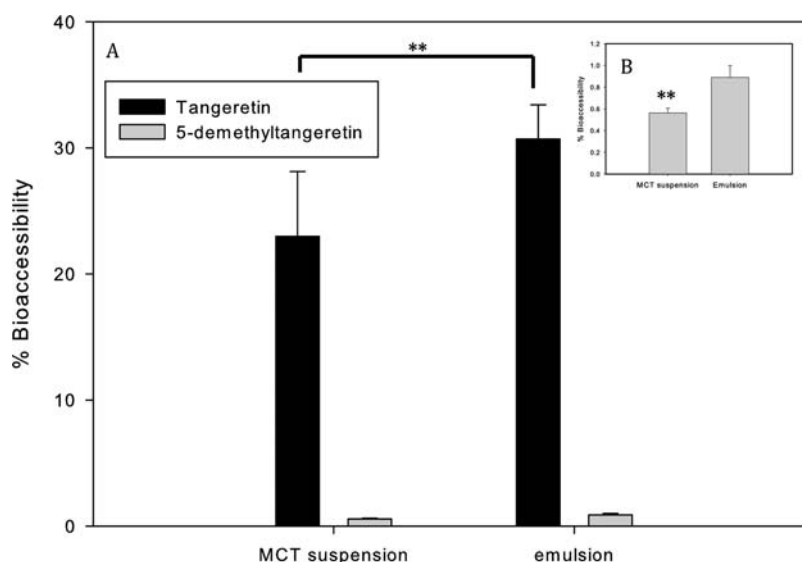 40
A
**
Tangeretin
5-demethyltangeretin
30
20
10
0
% Bioaccessibility
MCT suspension
emulsion
B
1.2
1.0
0.8
0.6
0.4
0.2
0.0
**
% Bioaccessibility
MCT suspension
Emulsion